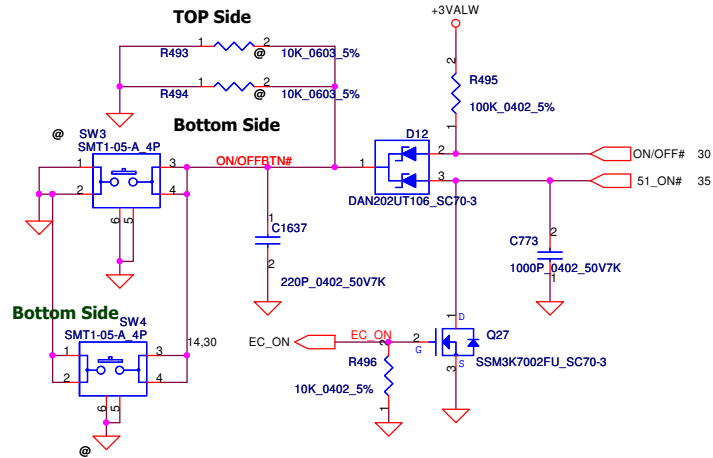 TOP Side
+3VALW
1 2
R493 @ 10K_0603_5%
1 2
R494 @ 10K_0603_5%
2
R495
100K_0402_5%
1
Bottom Side
@
SW3
SMT1-05-A_4P
1 3
2 4
6 5
ON/OFFBTN#
D12
1 2
3
DAN202UT106_SC70-3
ON/OFF# 30
51_ON# 35
1
C1637
2
220P_0402_50V7K
2
C773
1000P_0402_50V7K
1
Bottom Side
SW4
SMT1-05-A_4P
1 3
2 4
6 5
14,30
@
EC_ON
EC_ON
2
R496
10K_0402_5%
1
1 D
2
G
Q27
SSM3K7002FU_SC70-3
3 S